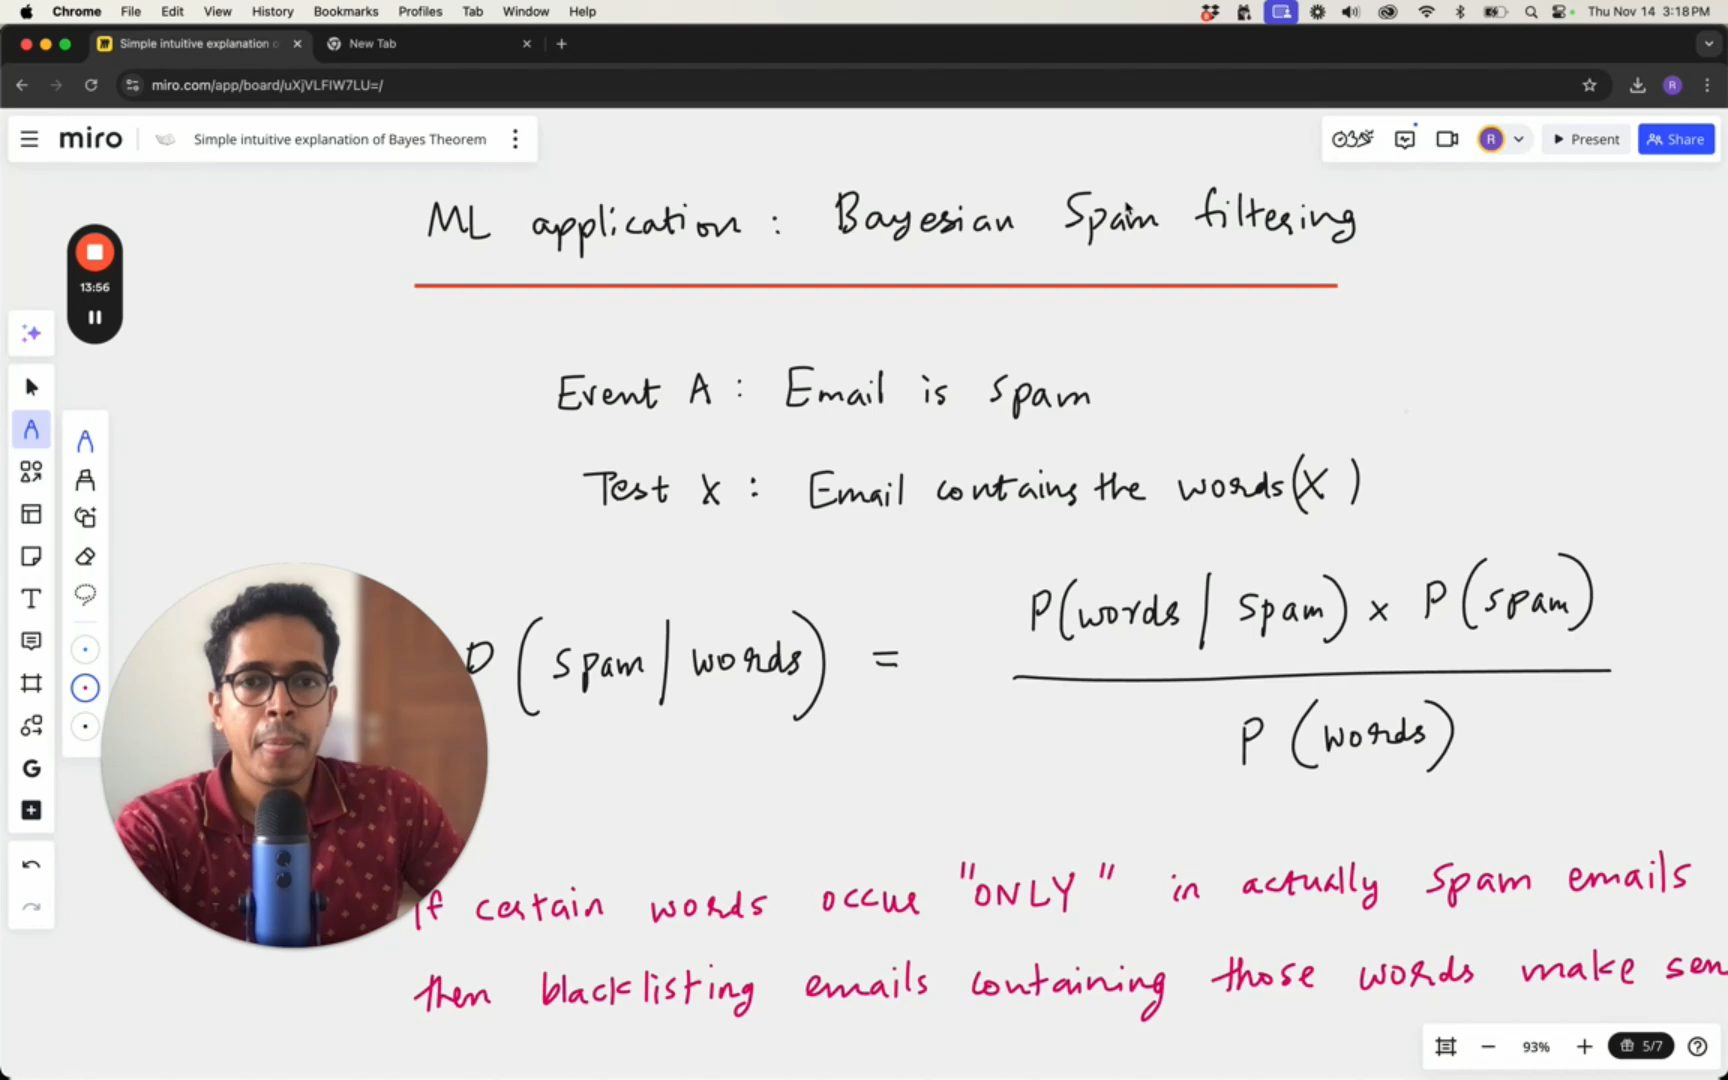 Chrome File Edit View History Bookmarks Profiles Tab Window Help Thu Nov 14 3:18 PM
Simple intuitive explanation o New Tab
miro.com/app/board/uXjVLFIW7LU=/ R
miro Simple intuitive explanation of Bayes Theorem R Present Share
ML application : Bayesian Spam filtering
13:56
Event A : Email is spam
Test X : Email contains the words (X)
P(words / spam) x P(spam)
P(spam / words) =
P(words)
If certain words occur "ONLY" in actually spam emails
then blacklisting emails containing those words make sen
93% 5/7